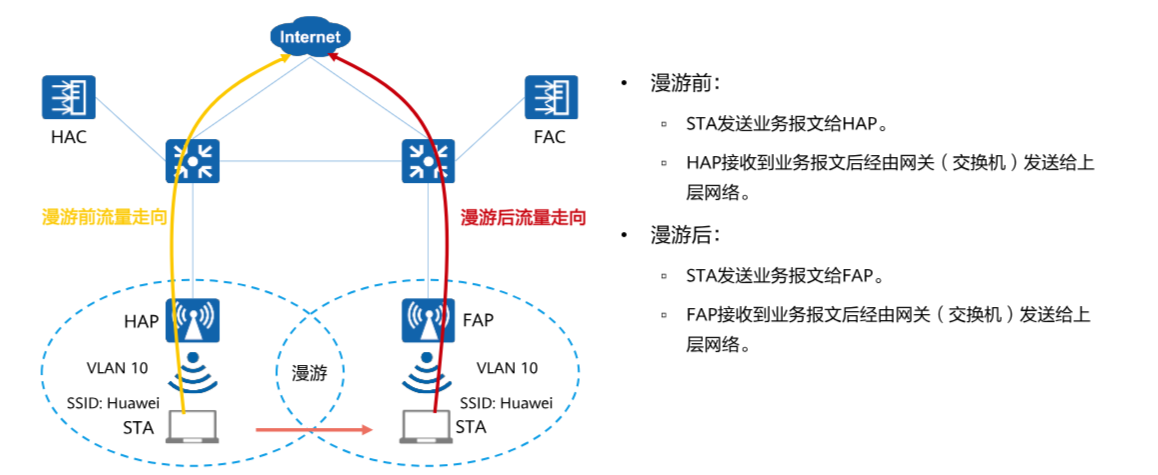 Internet
HAC
FAC
漫游前流量走向
漫游后流量走向
HAP
FAP
VLAN 10
漫游
VLAN 10
SSID: Huawei
SSID: Huawei
STA
STA
• 漫游前：
▫ STA发送业务报文给HAP。
▫ HAP接收到业务报文后经由网关（交换机）发送给上
层网络。
• 漫游后：
▫ STA发送业务报文给FAP。
▫ FAP接收到业务报文后经由网关（交换机）发送给上
层网络。